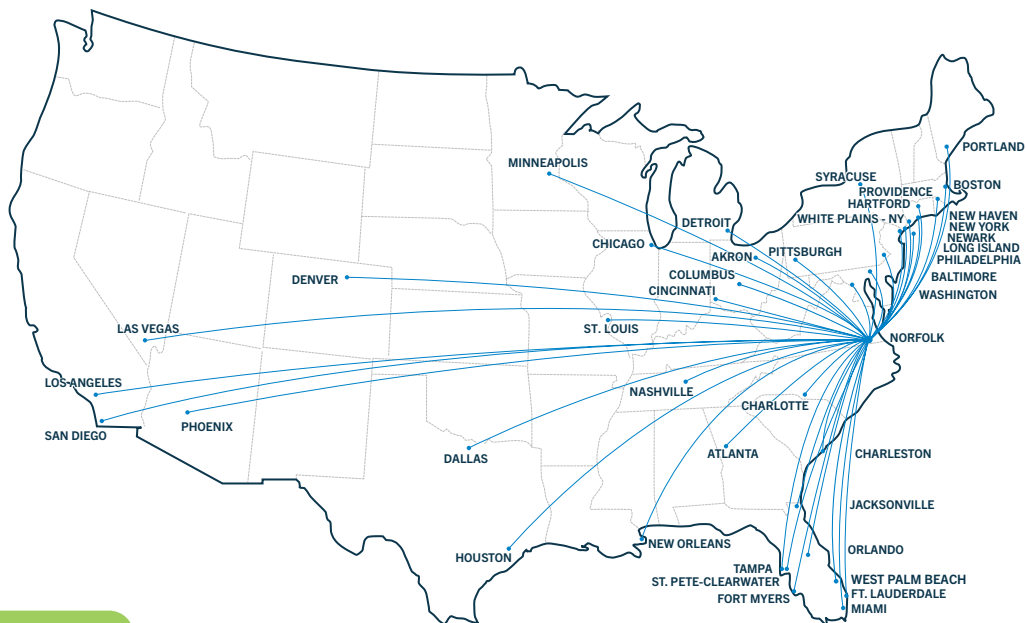 PORTLAND
MINNEAPOLIS
SYRACUSE
BOSTON
PROVIDENCE
HARTFORD
WHITE PLAINS - NY
NEW HAVEN
DETROIT
NEW YORK
NEWARK
CHICAGO
LONG ISLAND
AKRON
PITTSBURGH
PHILADELPHIA
COLUMBUS
BALTIMORE
DENVER
CINCINNATI
WASHINGTON
LAS VEGAS
ST. LOUIS
NORFOLK
LOS ANGELES
NASHVILLE
CHARLOTTE
PHOENIX
SAN DIEGO
DALLAS
ATLANTA
CHARLESTON
JACKSONVILLE
NEW ORLEANS
ORLANDO
HOUSTON
TAMPA
WEST PALM BEACH
ST. PETE-CLEARWATER
FT. LAUDERDALE
FORT MYERS
MIAMI